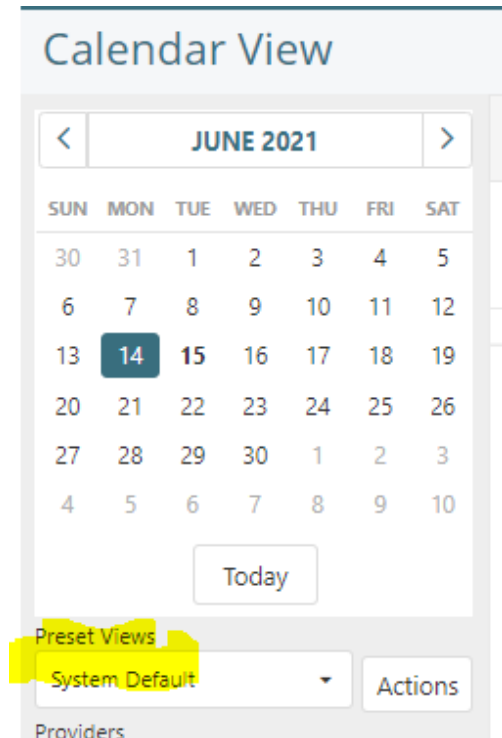 Calendar View
JUNE 2021
SUN MON TUE WED THU FRI SAT
30 31 1 2 3 4 5
6 7 8 9 10 11 12
13 14 15 16 17 18 19
20 21 22 23 24 25 26
27 28 29 30 1 2 3
4 5 6 7 8 9 10
Today
Preset Views
System Default Actions
Providers